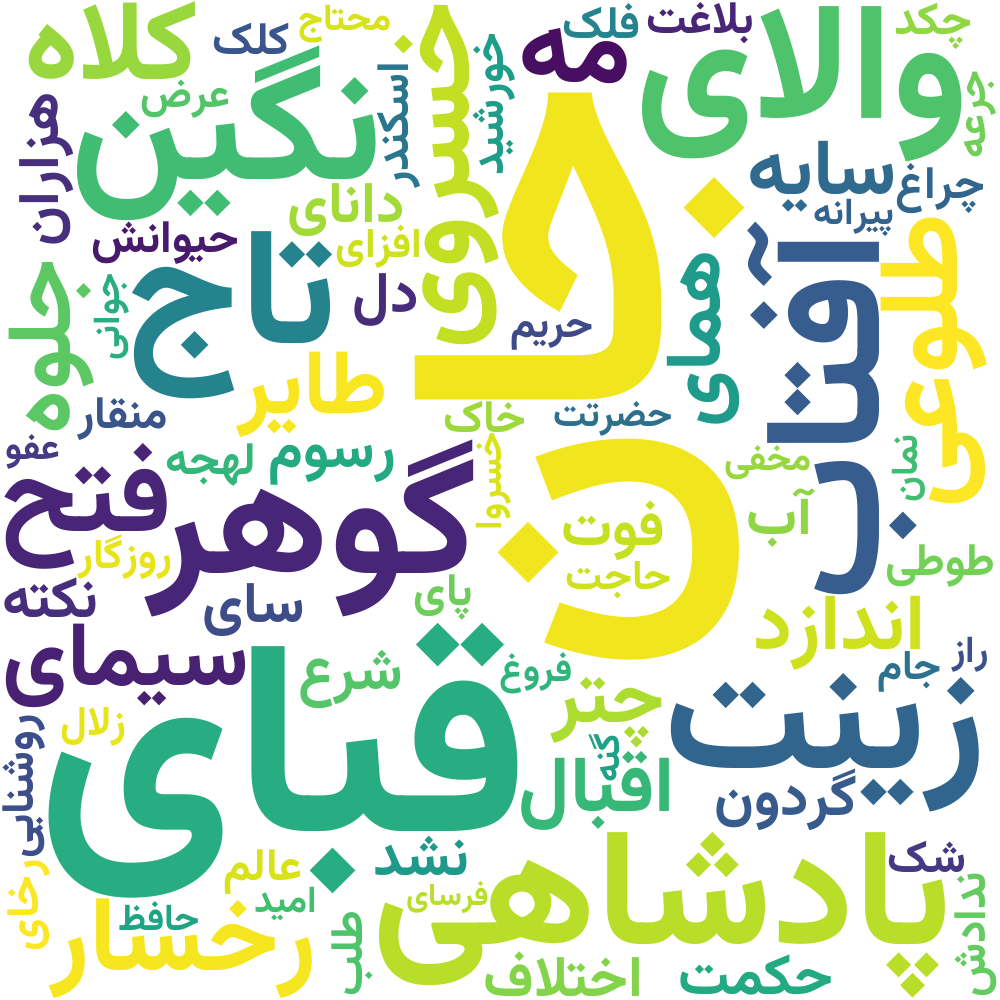 کلاه
کلک
محتاج
خسروی
فلک
مه
بلاغت
والای
چکد
عرض
نگین
هزاران
اسکندر
خورشید
جرعه
سایه
چراغ
پیرانه
دانای
افزای
حیوانش
تاج
دل
جلوه
جوانی
حریم
همای
آفتاب
طلوعی
طایر
منقار
خاک
حضرتت
عفو
لهجه
رسوم
خسروا
مخفی
نمان
فتح
گوهر
فوت
آب
طوطی
روزگار
حاجت
نکته
سای
پای
اندازد
سیمای
شرع
فروغ
جام
راز
قبای
چتر
زینت
زلال
روشنایی
گنه
اقبال
گردون
نشد
شک
عالم
امید
فرسای
پادشاهی
رخای
رخسار
حافظ
طلب
اختلاف
حکمت
ندادش